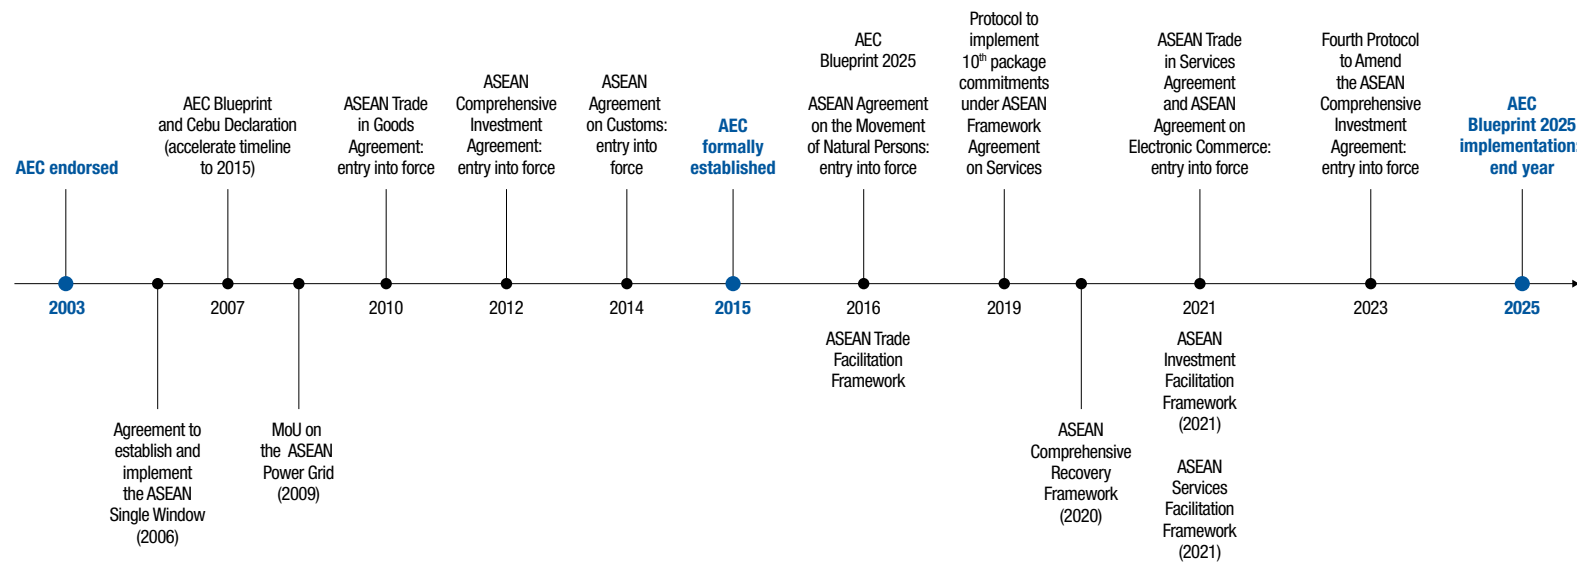 AEC endorsed
2003
Agreement to
establish and
implement
the ASEAN
Single Window
(2006)
AEC Blueprint
and Cebu Declaration
(accelerate timeline
to 2015)
2007
MoU on
the ASEAN
Power Grid
(2009)
ASEAN Trade
in Goods
Agreement:
entry into force
2010
ASEAN
Comprehensive
Investment
Agreement:
entry into force
2012
ASEAN
Agreement
on Customs:
entry into
force
2014
AEC
formally
established
2015
AEC
Blueprint 2025
ASEAN Agreement
on the Movement
of Natural Persons:
entry into force
2016
ASEAN Trade
Facilitation
Framework
Protocol to
implement
10th package
commitments
under ASEAN
Framework
Agreement
on Services
2019
ASEAN
Comprehensive
Recovery
Framework
(2020)
ASEAN Trade
in Services
Agreement
and ASEAN
Agreement on
Electronic Commerce:
entry into force
2021
ASEAN
Investment
Facilitation
Framework
(2021)
ASEAN
Services
Facilitation
Framework
(2021)
Fourth Protocol
to Amend
the ASEAN
Comprehensive
Investment
Agreement:
entry into force
2023
AEC
Blueprint 2025
implementation:
end year
2025